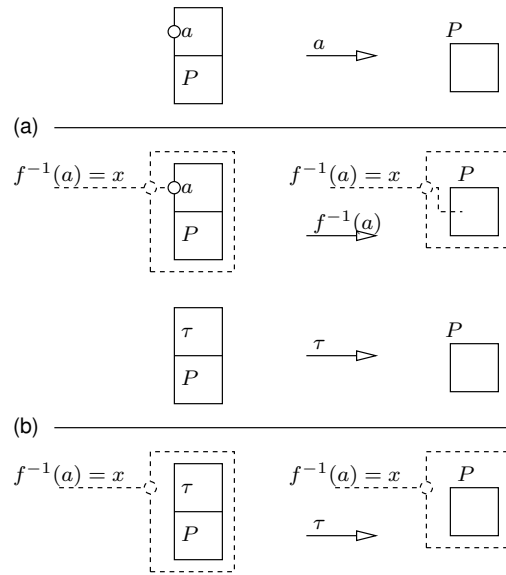 a a P
P
(a)
f⁻¹(a) = x f⁻¹(a) = x P
a
f⁻¹(a)
P
τ τ P
P
(b)
f⁻¹(a) = x τ f⁻¹(a) = x P
τ
P